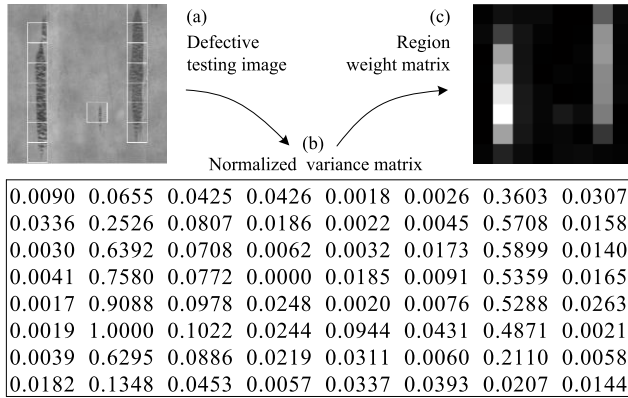 (a)
Defective
testing image
(c)
Region
weight matrix
(b)
Normalized variance matrix
0.0090 0.0655 0.0425 0.0426 0.0018 0.0026 0.3603 0.0307
0.0336 0.2526 0.0807 0.0186 0.0022 0.0045 0.5708 0.0158
0.0030 0.6392 0.0708 0.0062 0.0032 0.0173 0.5899 0.0140
0.0041 0.7580 0.0772 0.0000 0.0185 0.0091 0.5359 0.0165
0.0017 0.9088 0.0978 0.0248 0.0020 0.0076 0.5288 0.0263
0.0019 1.0000 0.1022 0.0244 0.0944 0.0431 0.4871 0.0021
0.0039 0.6295 0.0886 0.0219 0.0311 0.0060 0.2110 0.0058
0.0182 0.1348 0.0453 0.0057 0.0337 0.0393 0.0207 0.0144